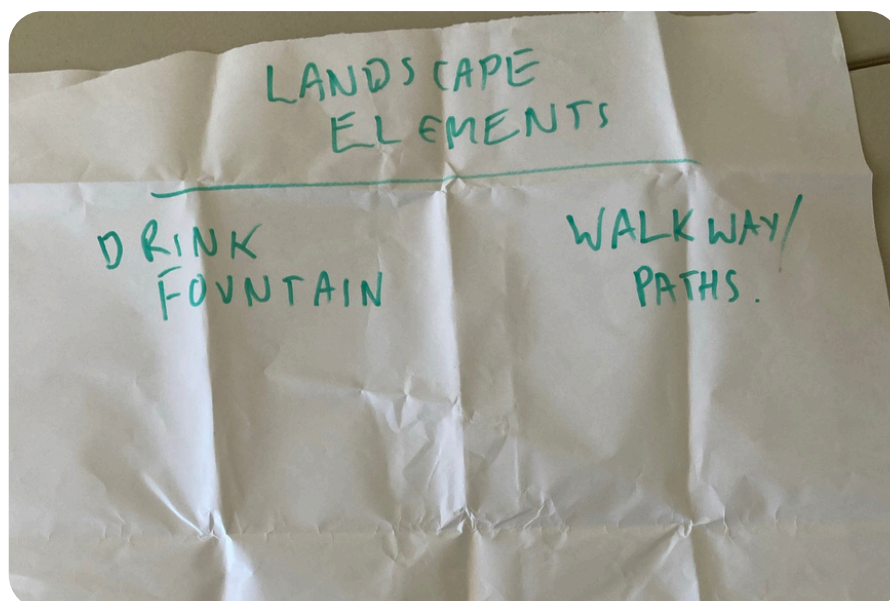 LANDSCAPE
ELEMENTS
DRINK
FOUNTAIN
WALKWAY/
PATHS.